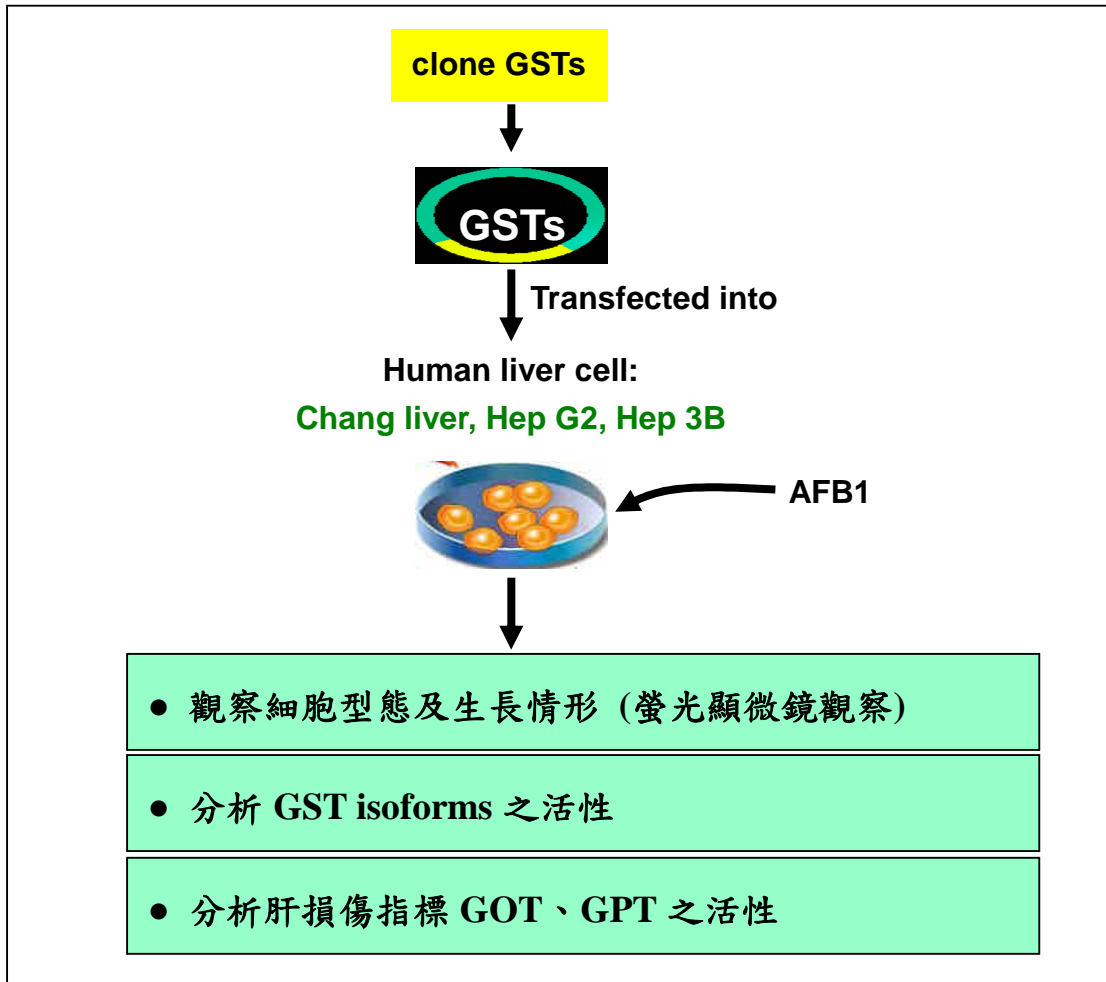 clone GSTs
GSTs
Transfected into
Human liver cell:
Chang liver, Hep G2, Hep 3B
AFB1
● 觀察細胞型態及生長情形 (螢光顯微鏡觀察)
● 分析 GST isoforms 之活性
● 分析肝損傷指標 GOT、GPT 之活性